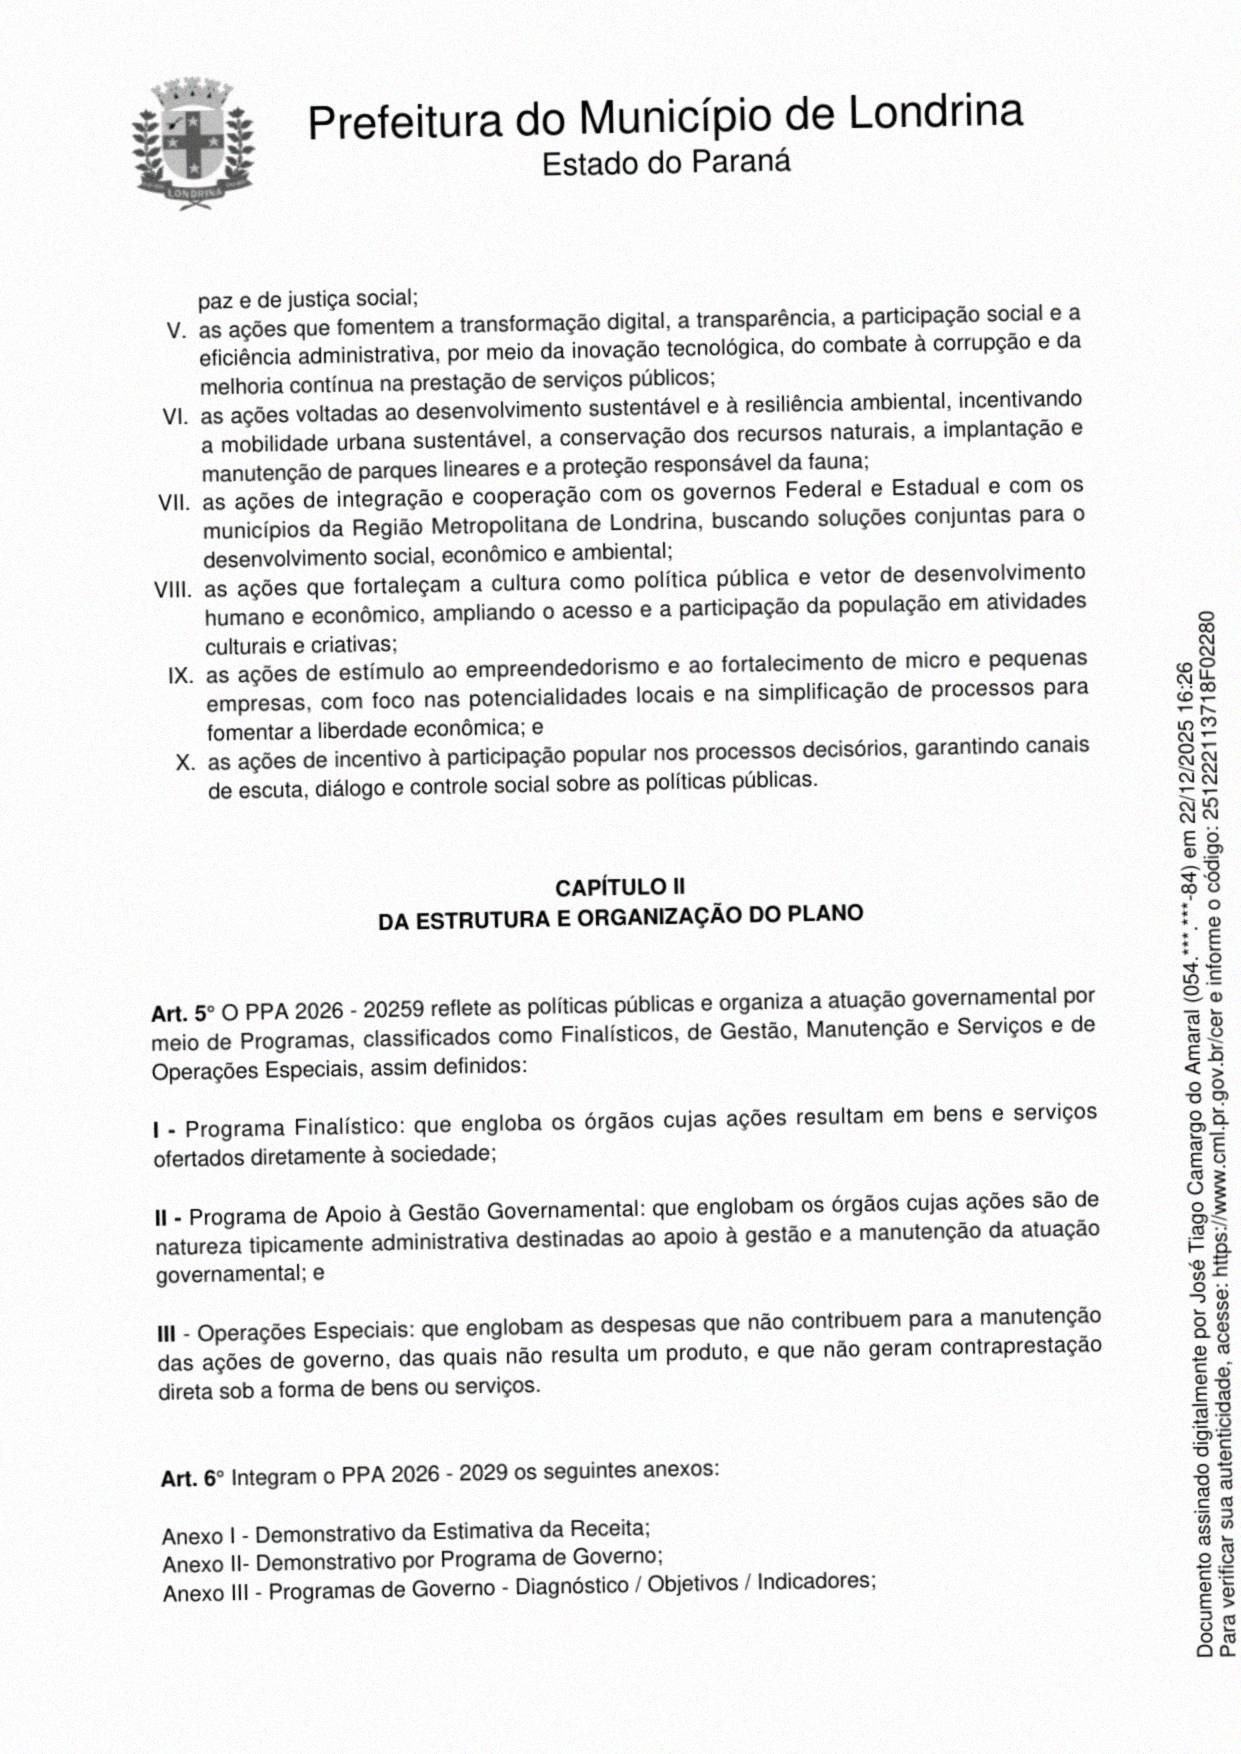 Prefeitura do Município de Londrina
Estado do Paraná
LONDRINA
paz e de justiça social;
V. as ações que fomentem a transformação digital, a transparência, a participação social e a
eficiência administrativa, por meio da inovação tecnológica, do combate à corrupção e da
melhoria contínua na prestação de serviços públicos;
VI. as ações voltadas ao desenvolvimento sustentável e à resiliência ambiental, incentivando
a mobilidade urbana sustentável, a conservação dos recursos naturais, a implantação e
manutenção de parques lineares e a proteção responsável da fauna;
VII. as ações de integração e cooperação com os governos Federal e Estadual e com os
municípios da Região Metropolitana de Londrina, buscando soluções conjuntas para o
desenvolvimento social, econômico e ambiental;
VIII. as ações que fortaleçam a cultura como política pública e vetor de desenvolvimento
humano e econômico, ampliando o acesso e a participação da população em atividades
culturais e criativas;
IX. as ações de estímulo ao empreendedorismo e ao fortalecimento de micro e pequenas
empresas, com foco nas potencialidades locais e na simplificação de processos para
fomentar a liberdade econômica; e
X. as ações de incentivo à participação popular nos processos decisórios, garantindo canais
de escuta, diálogo e controle social sobre as políticas públicas.
CAPÍTULO II
DA ESTRUTURA E ORGANIZAÇÃO DO PLANO
Art. 5° O PPA 2026 - 20259 reflete as políticas públicas e organiza a atuação governamental por
meio de Programas, classificados como Finalísticos, de Gestão, Manutenção e Serviços e de
Operações Especiais, assim definidos:
I - Programa Finalístico: que engloba os órgãos cujas ações resultam em bens e serviços
ofertados diretamente à sociedade;
II - Programa de Apoio à Gestão Governamental: que englobam os órgãos cujas ações são de
natureza tipicamente administrativa destinadas ao apoio à gestão e a manutenção da atuação
governamental; e
III - Operações Especiais: que englobam as despesas que não contribuem para a manutenção
das ações de governo, das quais não resulta um produto, e que não geram contraprestação
direta sob a forma de bens ou serviços.
Art. 6° Integram o PPA 2026 - 2029 os seguintes anexos:
Anexo I - Demonstrativo da Estimativa da Receita;
Anexo II- Demonstrativo por Programa de Governo;
Anexo III - Programas de Governo - Diagnóstico / Objetivos / Indicadores;
Documento assinado digitalmente por José Tiago Camargo do Amaral (054.***.***-84) em 22/12/2025 16:26
Para verificar sua autenticidade, acesse: https://www.cml.pr.gov.br/cer e informe o código: 251222113718F02280